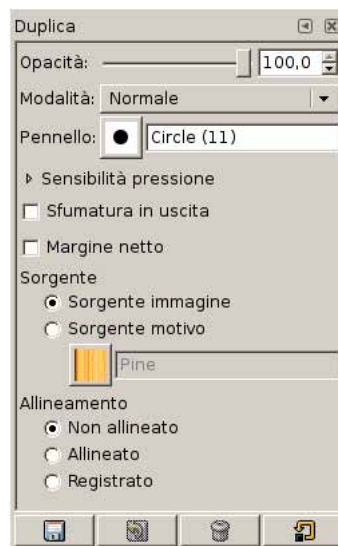 Duplica
Opacità: 100,0
Modalità: Normale
Pennello: Circle (11)
Sensibilità pressione
Sfumatura in uscita
Margine netto
Sorgente
Sorgente immagine
Sorgente motivo
Pine
Allineamento
Non allineato
Allineato
Registrato